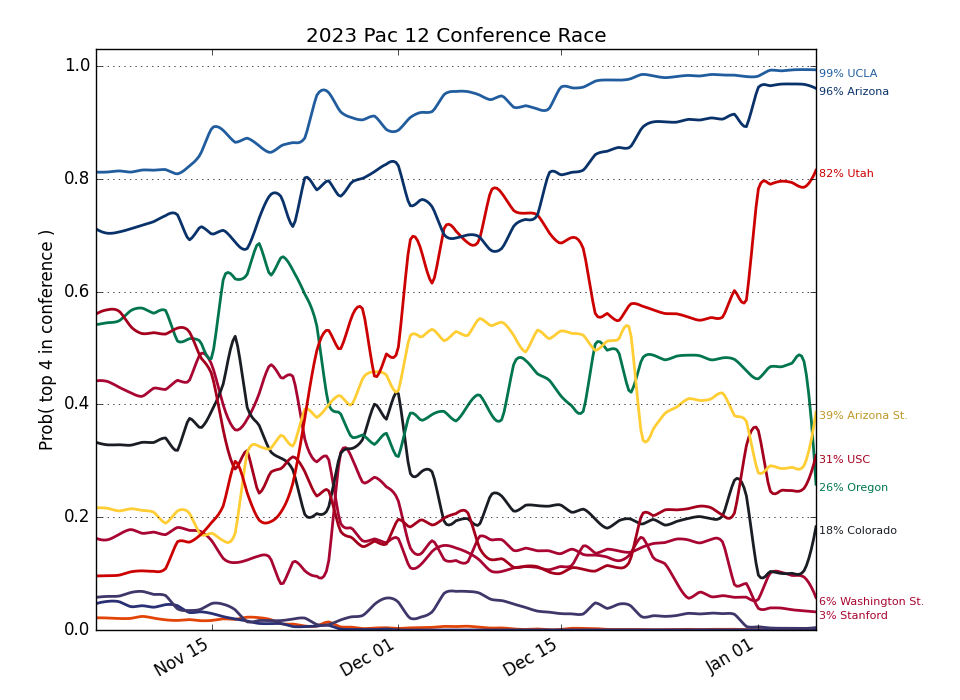 2023 Pac 12 Conference Race
Prob( top 4 in conference )
1.0
0.8
0.6
0.4
0.2
0.0
Nov 15
Dec 01
Dec 15
Jan 01
99% UCLA
96% Arizona
82% Utah
39% Arizona St.
31% USC
26% Oregon
18% Colorado
6% Washington St.
3% Stanford